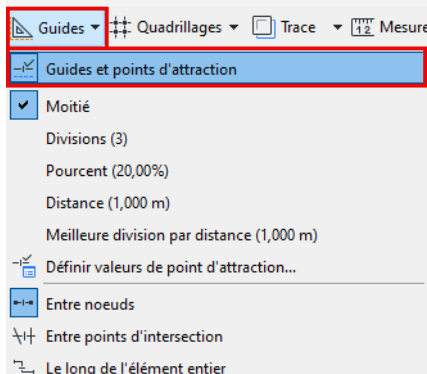 Guides Quadrillages Trace Mesure
Guides et points d'attraction
Moitié
Divisions (3)
Pourcent (20,00%)
Distance (1,000 m)
Meilleure division par distance (1,000 m)
Définir valeurs de point d'attraction...
Entre noeuds
Entre points d'intersection
Le long de l'élément entier